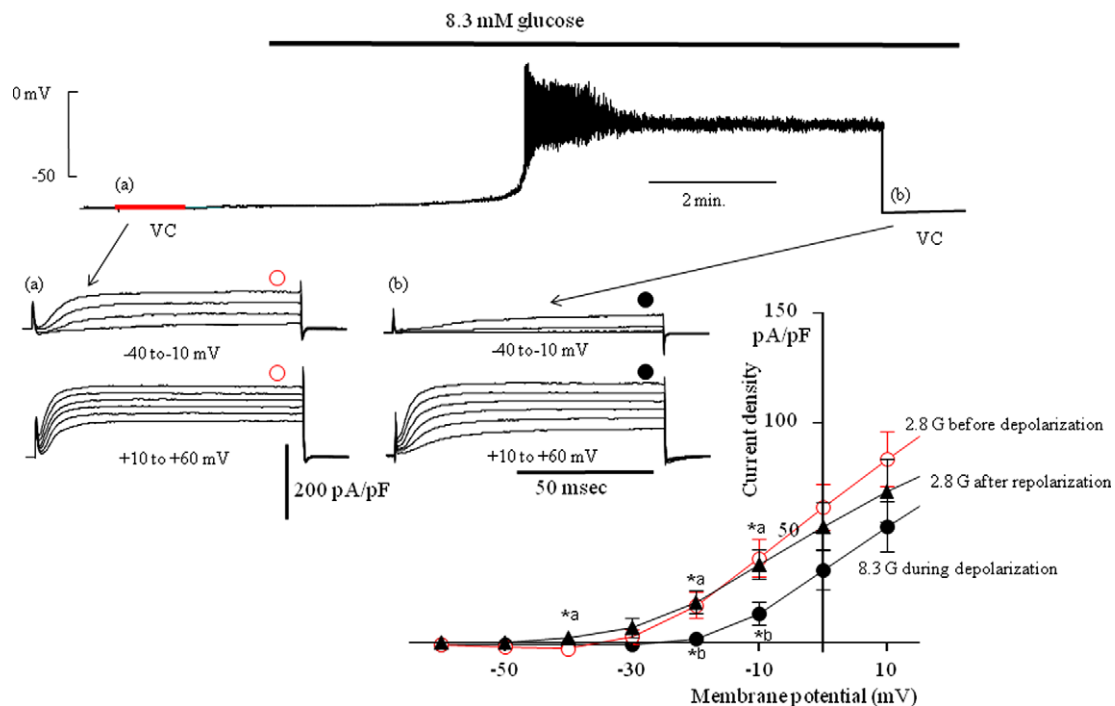 8.3 mM glucose
0 mV
-50
(a)
(b)
2 min.
VC
VC
(a)
(b)
-40 to-10 mV
-40 to-10 mV
+10 to +60 mV
+10 to +60 mV
200 pA/pF
50 msec
150
pA/pF
100
50
Current density
2.8 G before depolarization
2.8 G after repolarization
8.3 G during depolarization
*a
*a
*a
*b
*b
-50
-30
-10
10
Membrane potential (mV)